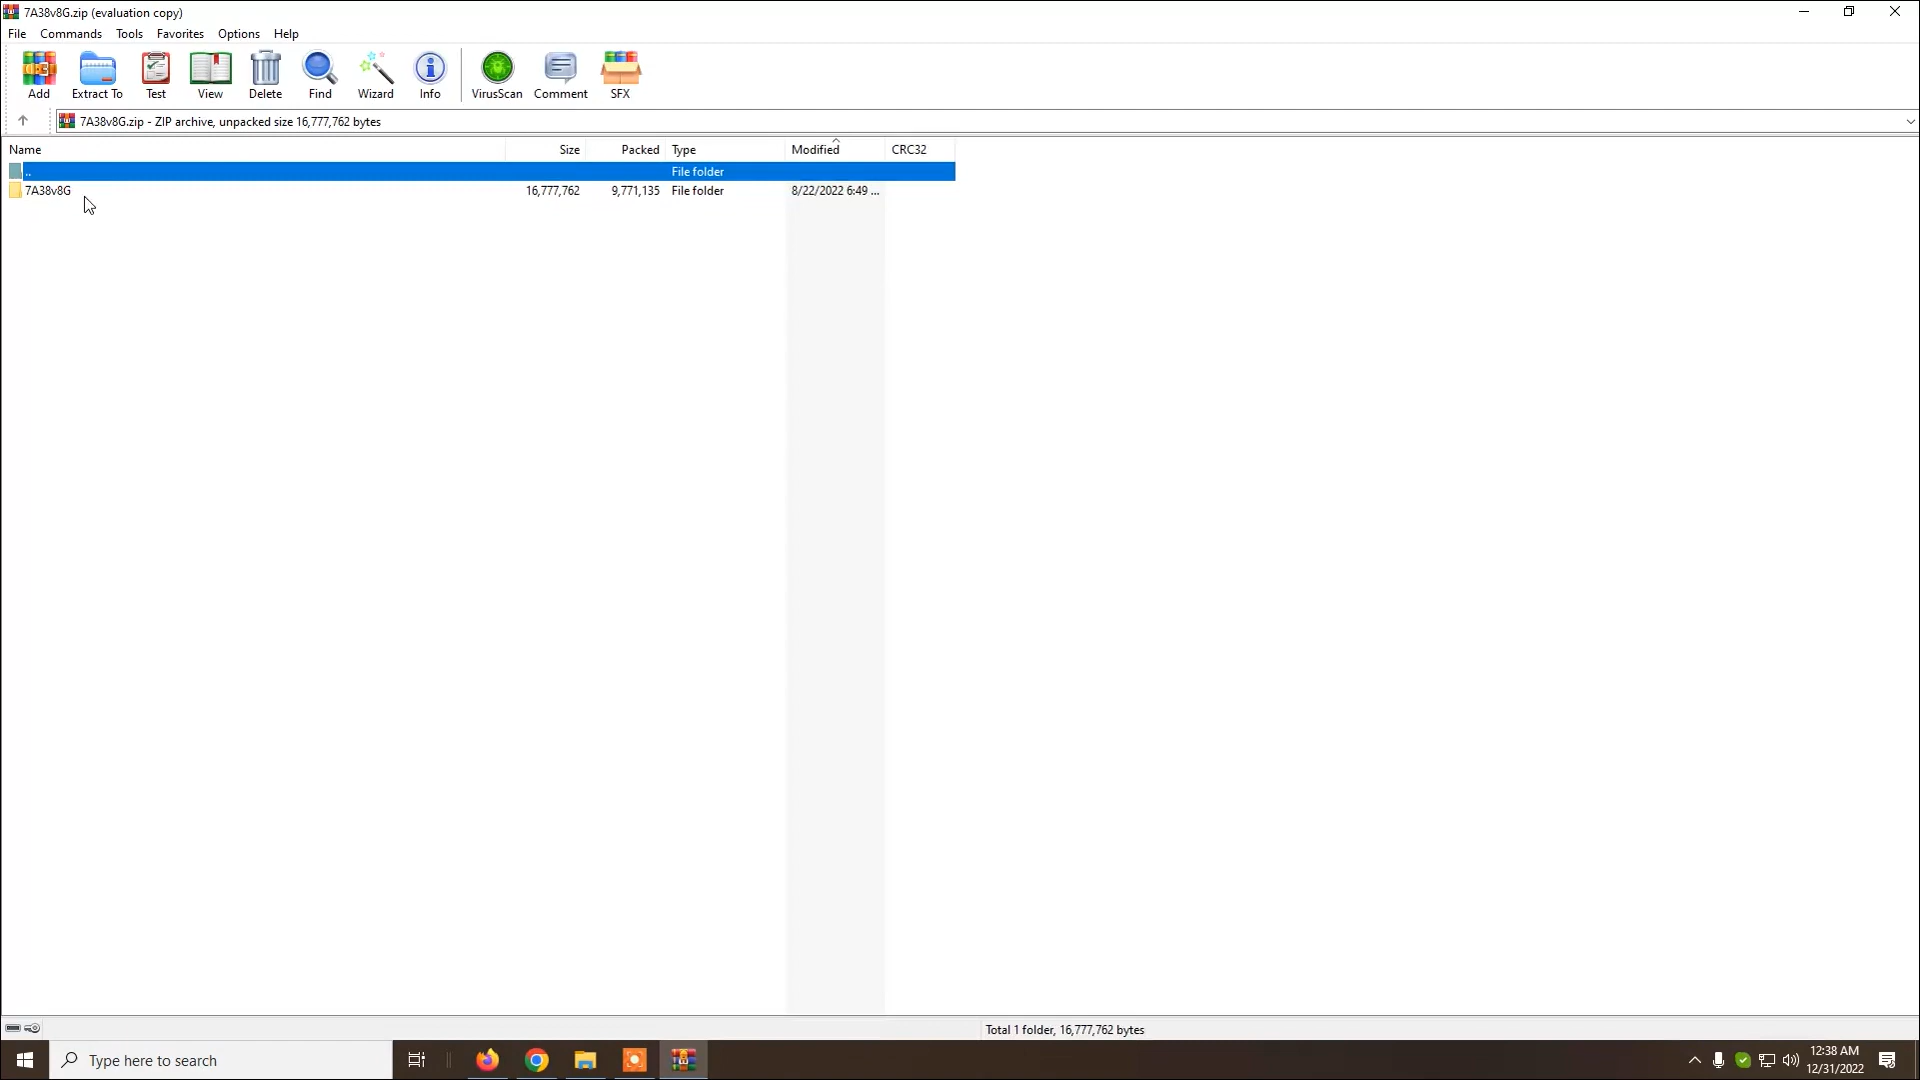 7A38v8G.zip (evaluation copy)
File Commands Tools Favorites Options Help
Add Extract To Test View Delete Find Wizard Info VirusScan Comment SFX
7A38v8G.zip - ZIP archive, unpacked size 16,777,762 bytes
Name Size Packed Type Modified CRC32
.. File folder
7A38v8G 16,777,762 9,771,135 File folder 8/22/2022 6:49 ...
Total 1 folder, 16,777,762 bytes
Type here to search
12:38 AM
12/31/2022